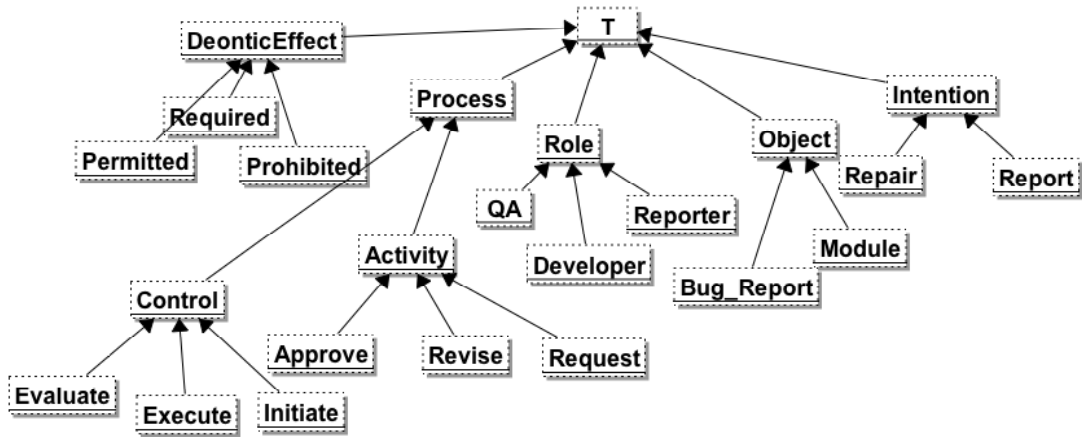 T
DeonticEffect
Process
Intention
Required
Role
Object
Permitted
Prohibited
Repair
Report
QA
Reporter
Activity
Developer
Module
Bug_Report
Control
Approve
Revise
Request
Evaluate
Execute
Initiate